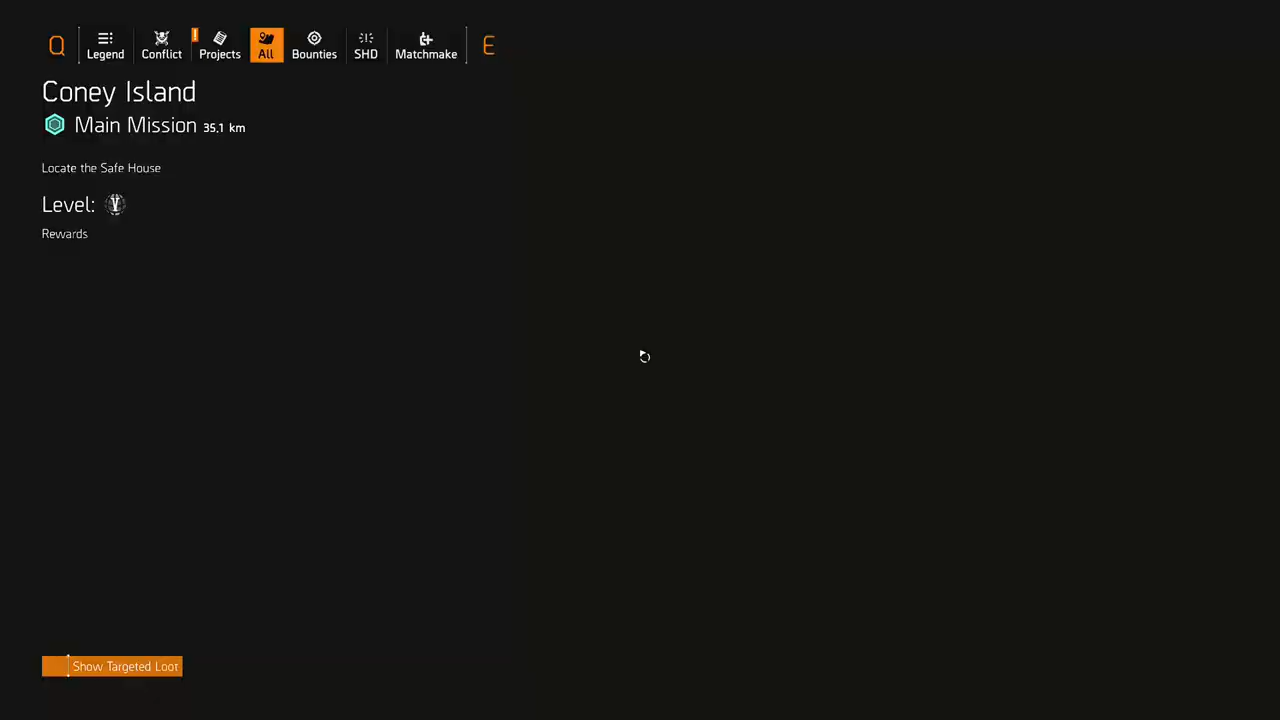 Q Legend Conflict Projects All Bounties SHD Matchmake E
Coney Island
Main Mission 35,1 km
Locate the Safe House
Level: V
Rewards
Show Targeted Loot